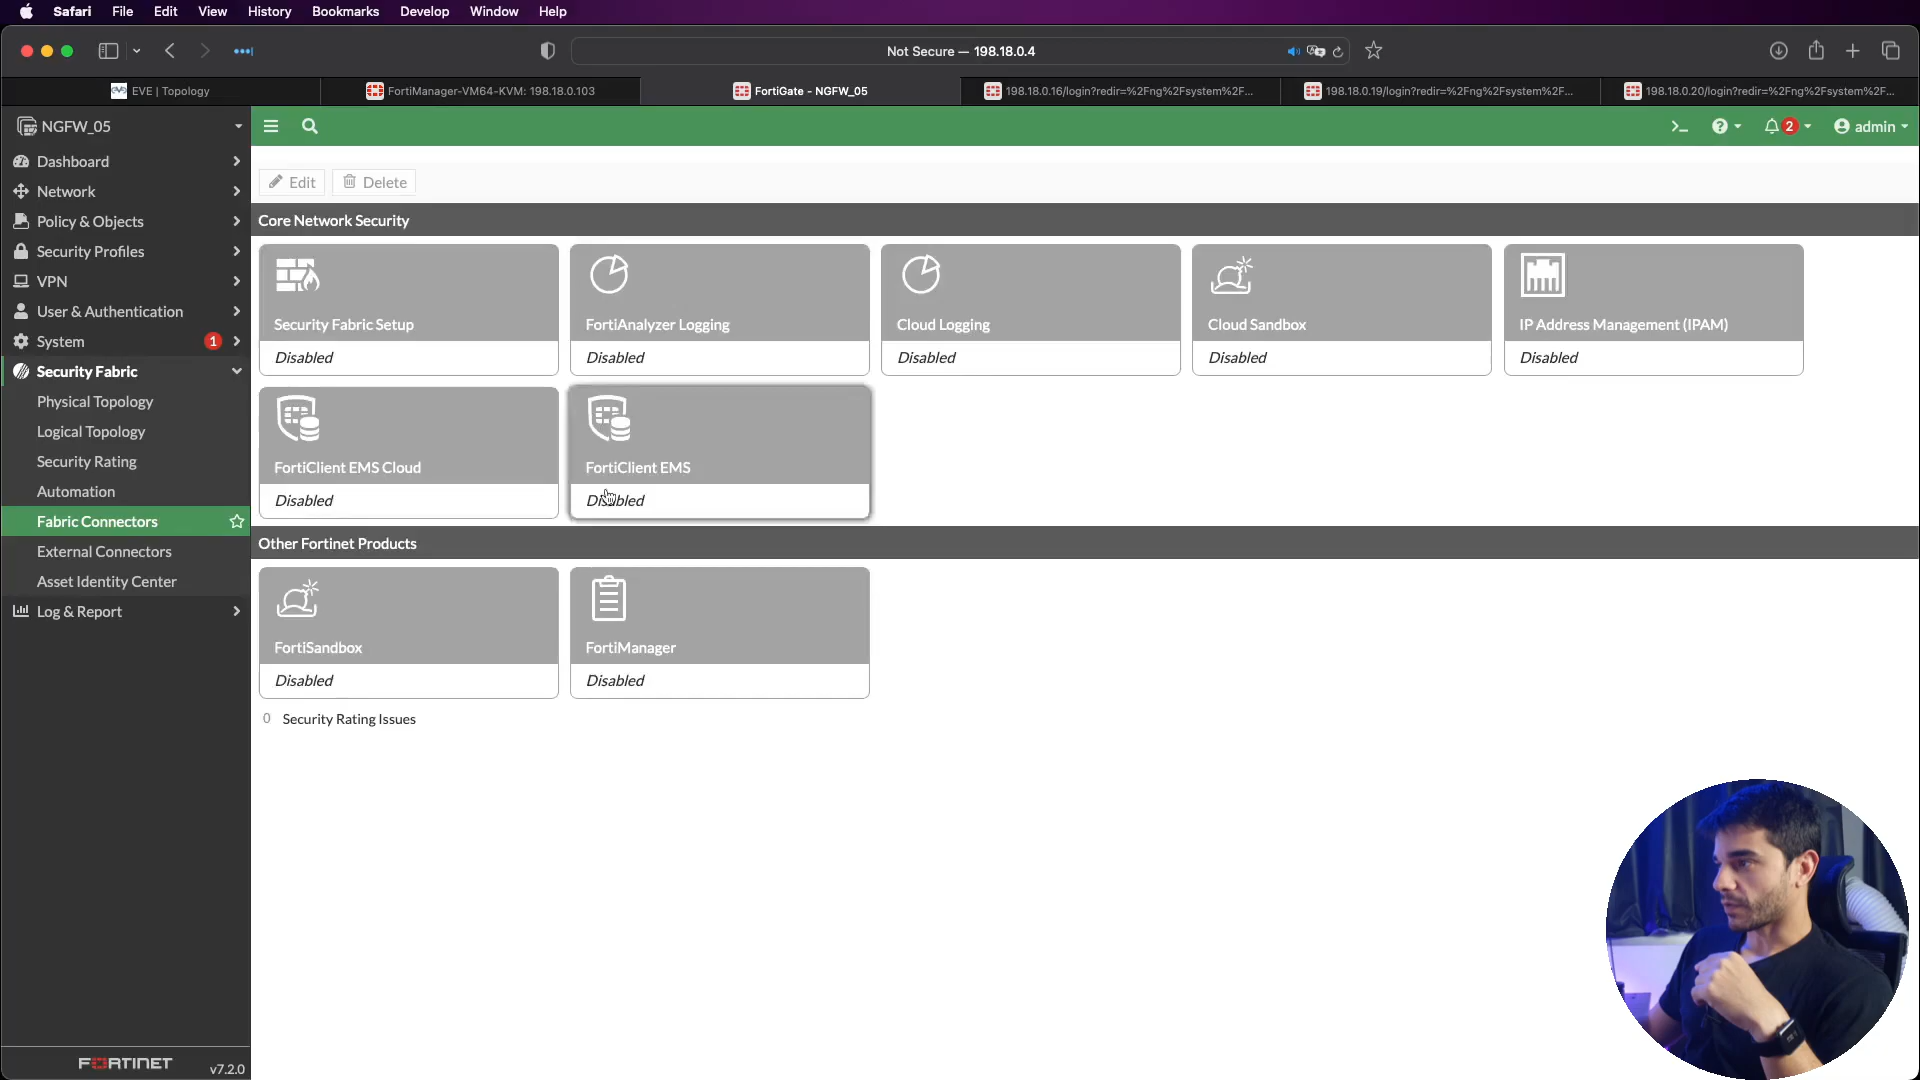 Safari File Edit View History Bookmarks Develop Window Help
Not Secure — 198.18.0.4
EVE | Topology
FortiManager-VM64-KVM: 198.18.0.103
FortiGate - NGFW_05
198.18.0.16/login?redir=%2Fng%2Fsystem%2F...
198.18.0.19/login?redir=%2Fng%2Fsystem%2F...
198.18.0.20/login?redir=%2Fng%2Fsystem%2F...
NGFW_05
2
admin
Dashboard
Network
Policy & Objects
Security Profiles
VPN
User & Authentication
System 1
Security Fabric
Physical Topology
Logical Topology
Security Rating
Automation
Fabric Connectors
External Connectors
Asset Identity Center
Log & Report
FORTINET v7.2.0
Edit Delete
Core Network Security
Security Fabric Setup
Disabled
FortiAnalyzer Logging
Disabled
Cloud Logging
Disabled
Cloud Sandbox
Disabled
IP Address Management (IPAM)
Disabled
FortiClient EMS Cloud
Disabled
FortiClient EMS
Disabled
Other Fortinet Products
FortiSandbox
Disabled
FortiManager
Disabled
0 Security Rating Issues